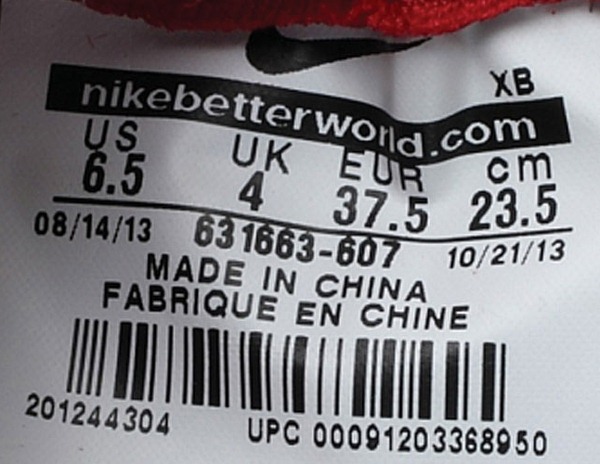 XB
nikebetterworld.com
US UK EUR cm
6.5 4 37.5 23.5
08/14/13 631663-607 10/21/13
MADE IN CHINA
FABRIQUE EN CHINE
201244304 UPC 00091203368950